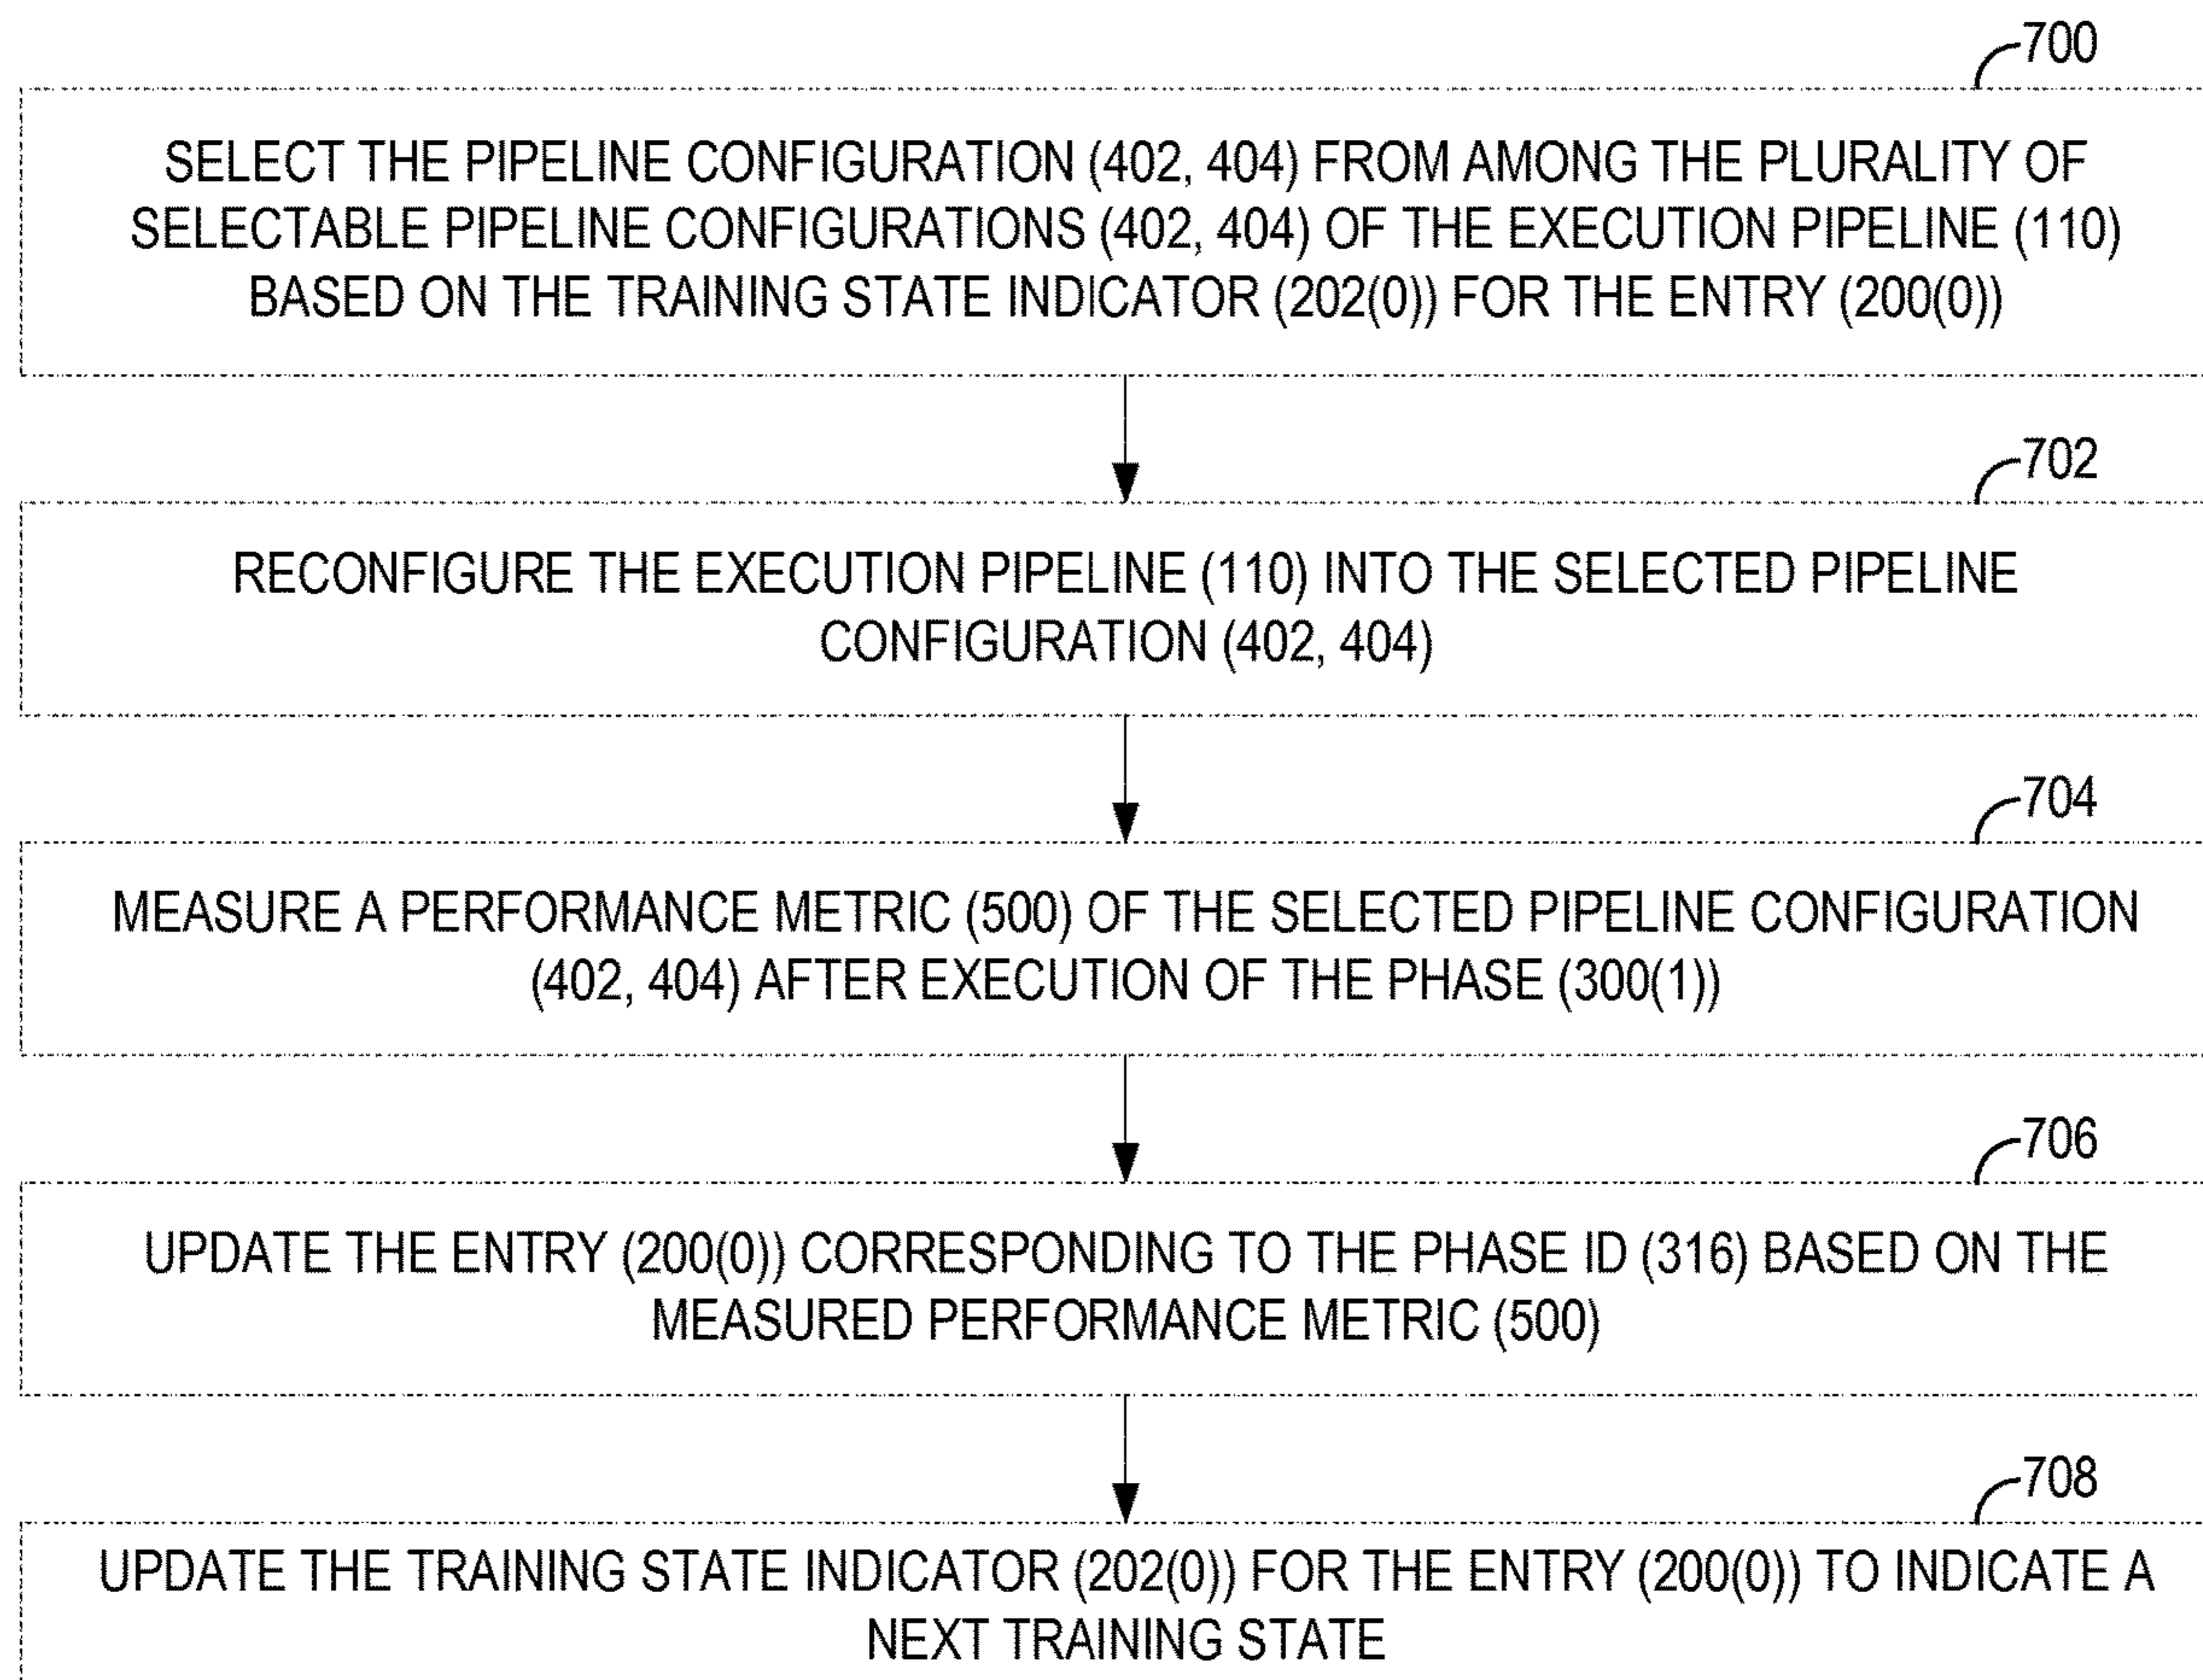 700
SELECT THE PIPELINE CONFIGURATION (402, 404) FROM AMONG THE PLURALITY OF
SELECTABLE PIPELINE CONFIGURATIONS (402, 404) OF THE EXECUTION PIPELINE (110)
BASED ON THE TRAINING STATE INDICATOR (202(0)) FOR THE ENTRY (200(0))
702
RECONFIGURE THE EXECUTION PIPELINE (110) INTO THE SELECTED PIPELINE
CONFIGURATION (402, 404)
704
MEASURE A PERFORMANCE METRIC (500) OF THE SELECTED PIPELINE CONFIGURATION
(402, 404) AFTER EXECUTION OF THE PHASE (300(1))
706
UPDATE THE ENTRY (200(0)) CORRESPONDING TO THE PHASE ID (316) BASED ON THE
MEASURED PERFORMANCE METRIC (500)
708
UPDATE THE TRAINING STATE INDICATOR (202(0)) FOR THE ENTRY (200(0)) TO INDICATE A
NEXT TRAINING STATE